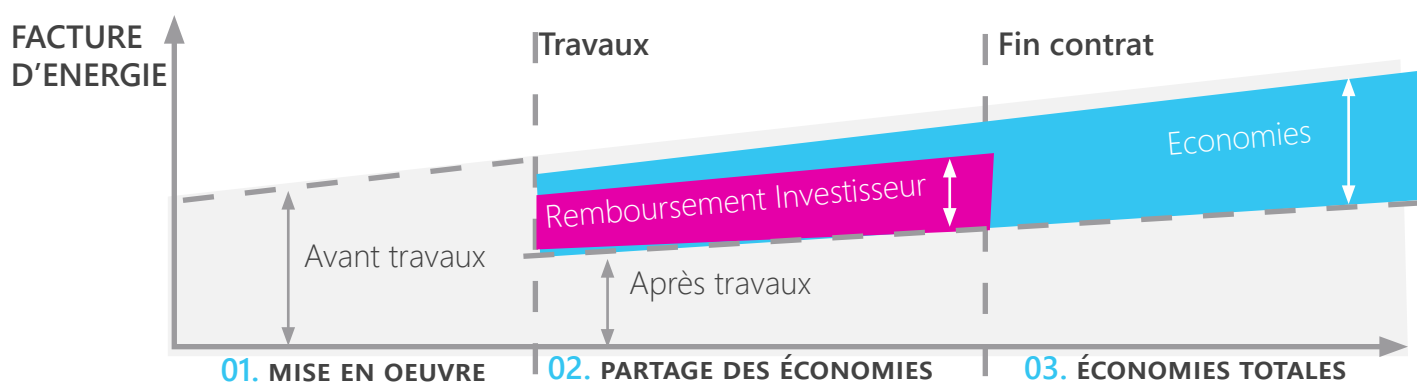 FACTURE
D’ENERGIE
Travaux
Fin contrat
Economies
Remboursement Investisseur
Avant travaux
Après travaux
01. MISE EN OEUVRE
02. PARTAGE DES ÉCONOMIES
03. ÉCONOMIES TOTALES